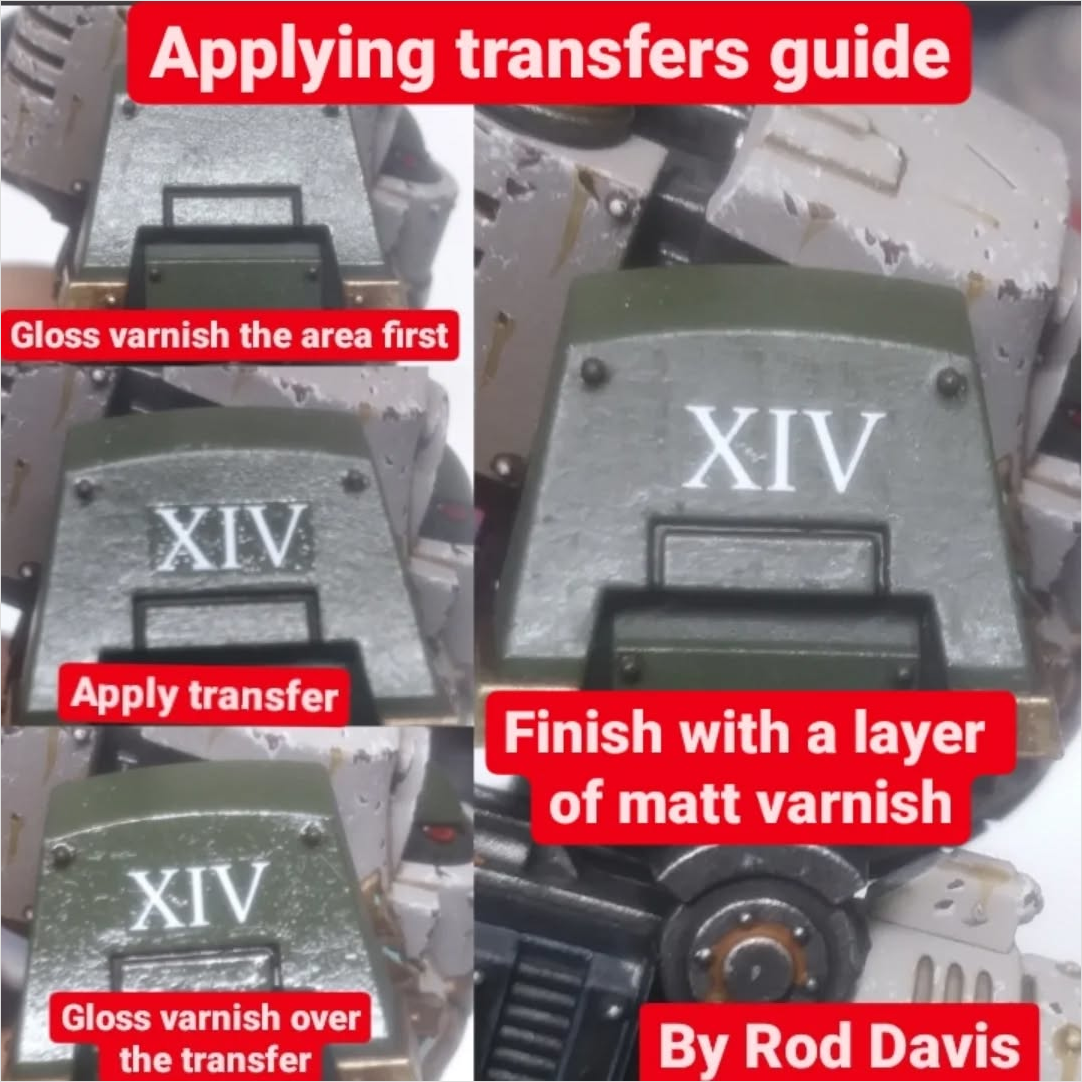 Applying transfers guide
Gloss varnish the area first
XIV
Apply transfer
XIV
Gloss varnish over
the transfer
XIV
Finish with a layer
of matt varnish
By Rod Davis